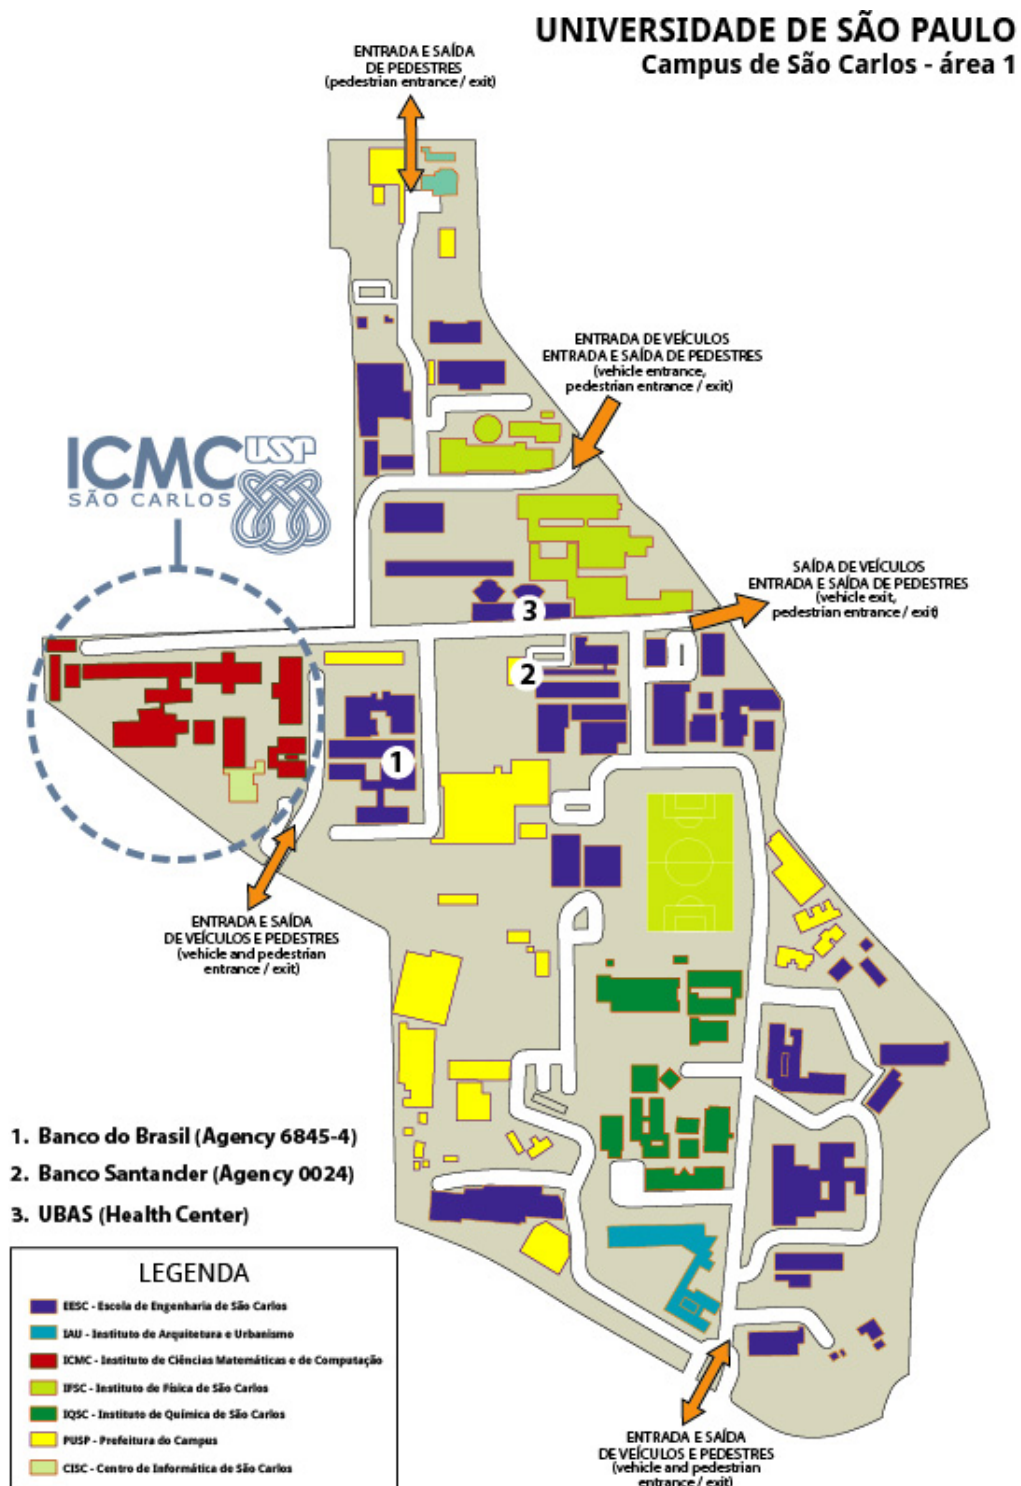 UNIVERSIDADE DE SÃO PAULO
Campus de São Carlos - área 1
ENTRADA E SAÍDA
DE PEDESTRES
(pedestrian entrance / exit)
ENTRADA DE VEÍCULOS
ENTRADA E SAÍDA DE PEDESTRES
(vehicle entrance,
pedestrian entrance / exit)
ICMC USP
SÃO CARLOS
SAÍDA DE VEÍCULOS
ENTRADA E SAÍDA DE PEDESTRES
(vehicle exit,
pedestrian entrance / exit)
3
2
1
ENTRADA E SAÍDA
DE VEÍCULOS E PEDESTRES
(vehicle and pedestrian
entrance / exit)
1. Banco do Brasil (Agency 6845-4)
2. Banco Santander (Agency 0024)
3. UBAS (Health Center)
LEGENDA
EESC - Escola de Engenharia de São Carlos
IAU - Instituto de Arquitetura e Urbanismo
ICMC - Instituto de Ciências Matemáticas e de Computação
IFSC - Instituto de Física de São Carlos
IQSC - Instituto de Química de São Carlos
PUSP - Prefeitura do Campus
CISC - Centro de Informática de São Carlos
ENTRADA E SAÍDA
DE VEÍCULOS E PEDESTRES
(vehicle and pedestrian
entrance / exit)